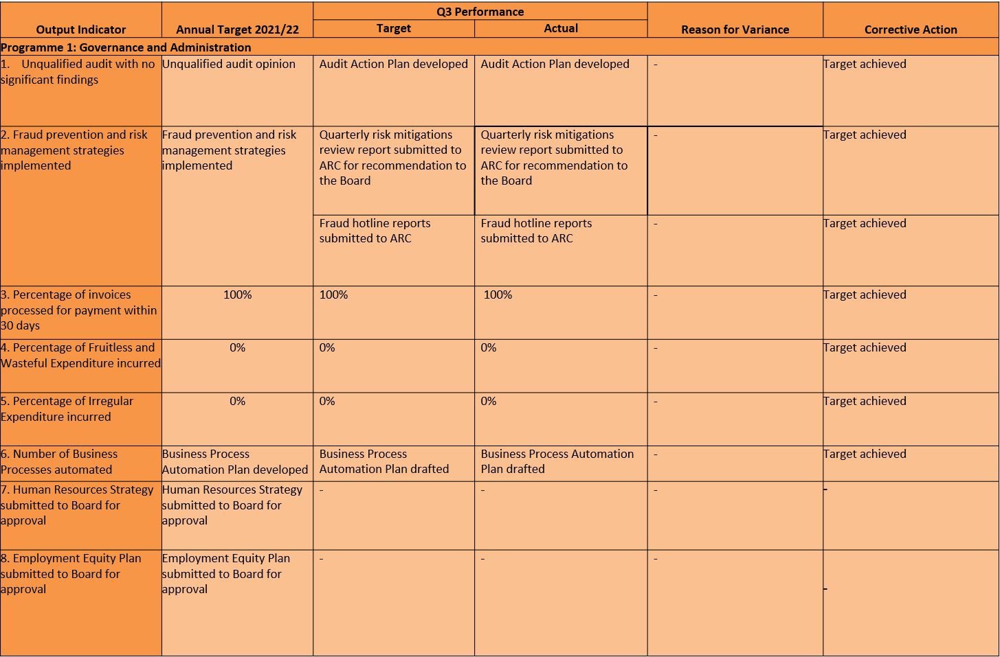 Output Indicator
Annual Target 2021/22
Q3 Performance
Target
Actual
Reason for Variance
Corrective Action
Programme 1: Governance and Administration
1. Unqualified audit with no
significant findings
Unqualified audit opinion
Audit Action Plan developed
Audit Action Plan developed
-
Target achieved
2. Fraud prevention and risk
management strategies
implemented
Fraud prevention and risk
management strategies
implemented
Quarterly risk mitigations
review report submitted to
ARC for recommendation to
the Board
Quarterly risk mitigations
review report submitted to
ARC for recommendation to
the Board
-
Target achieved
Fraud hotline reports
submitted to ARC
Fraud hotline reports
submitted to ARC
-
Target achieved
3. Percentage of invoices
processed for payment within
30 days
100%
100%
100%
-
Target achieved
4. Percentage of Fruitless and
Wasteful Expenditure incurred
0%
0%
0%
-
Target achieved
5. Percentage of Irregular
Expenditure incurred
0%
0%
0%
-
Target achieved
6. Number of Business
Processes automated
Business Process
Automation Plan developed
Business Process
Automation Plan drafted
Business Process Automation
Plan drafted
-
Target achieved
7. Human Resources Strategy
submitted to Board for
approval
Human Resources Strategy
submitted to Board for
approval
-
-
-
-
8. Employment Equity Plan
submitted to Board for
approval
Employment Equity Plan
submitted to Board for
approval
-
-
-
-